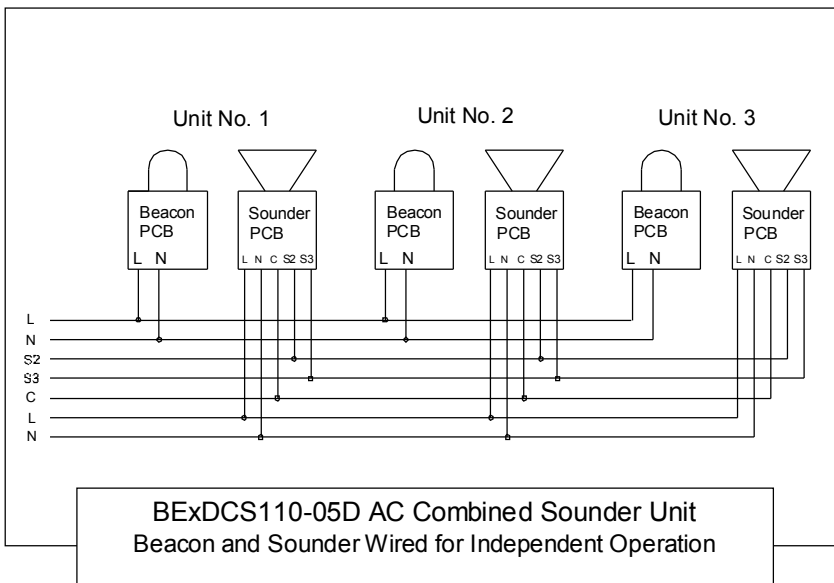 Unit No. 1
Unit No. 2
Unit No. 3
Beacon
PCB
L N
Sounder
PCB
L N C S2 S3
Beacon
PCB
L N
Sounder
PCB
L N C S2 S3
Beacon
PCB
L N
Sounder
PCB
L N C S2 S3
L
N
S2
S3
C
L
N
BExDCS110-05D AC Combined Sounder Unit
Beacon and Sounder Wired for Independent Operation